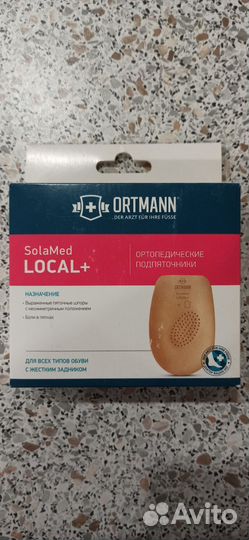 ORTMANN
DER ARZT FÜR IHRE FÜSSE
SolaMed
LOCAL+
ОРТОПЕДИЧЕСКИЕ
ПОДПЯТОЧНИКИ
НАЗНАЧЕНИЕ
• Выраженные пяточные шпоры
с несимметричным положением
• Боли в пятках
ORTMANN
ДЛЯ ВСЕХ ТИПОВ ОБУВИ
С ЖЕСТКИМ ЗАДНИКОМ
Avito